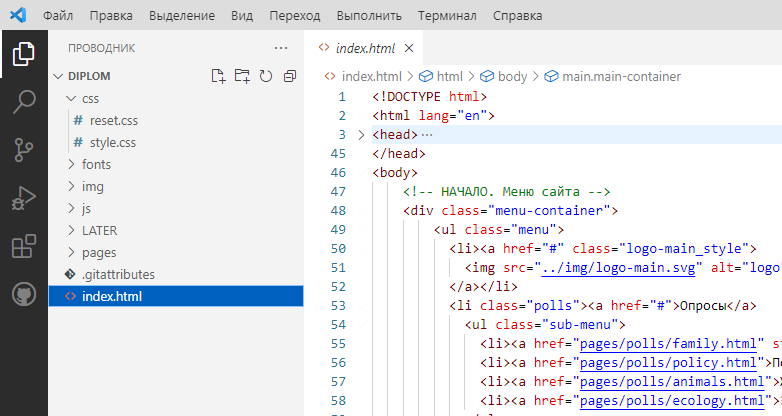 Файл Правка Выделение Вид Переход Выполнить Терминал Справка
ПРОВОДНИК ···
DIPLOM
css
reset.css
style.css
fonts
img
js
LATER
pages
.gitattributes
index.html
index.html
index.html > html > body > main.main-container
1 <!DOCTYPE html>
2 <html lang="en">
3 <head>···
45 </head>
46 <body>
47 <!-- НАЧАЛО. Меню сайта -->
48 <div class="menu-container">
49 <ul class="menu">
50 <li><a href="#" class="logo-main_style">
51 <img src="../img/logo-main.svg" alt="logo
52 </a></li>
53 <li class="polls"><a href="#">Опросы</a>
54 <ul class="sub-menu">
55 <li><a href="pages/polls/family.html" st
56 <li><a href="pages/polls/policy.html">По
57 <li><a href="pages/polls/animals.html">
58 <li><a href="pages/polls/ecology.html">